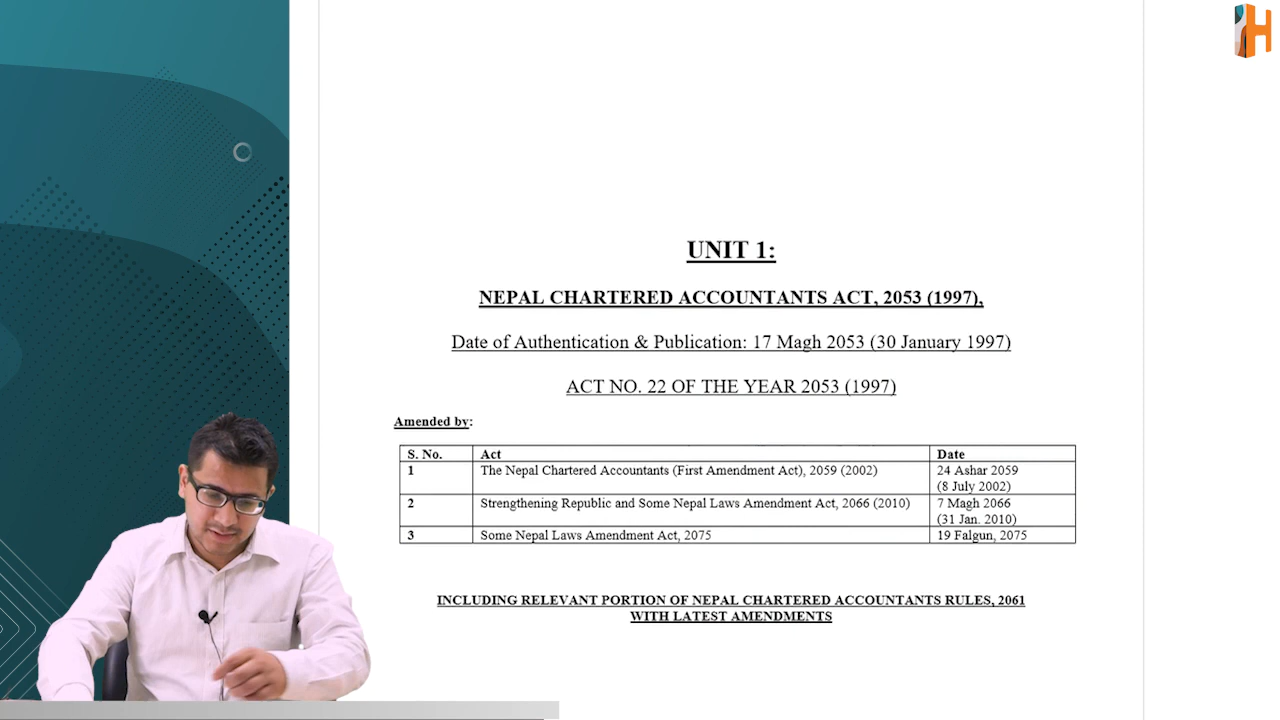 H
UNIT 1:
NEPAL CHARTERED ACCOUNTANTS ACT, 2053 (1997),
Date of Authentication & Publication: 17 Magh 2053 (30 January 1997)
ACT NO. 22 OF THE YEAR 2053 (1997)
Amended by:
S. No. Act Date
1 The Nepal Chartered Accountants (First Amendment Act), 2059 (2002) 24 Ashar 2059
(8 July 2002)
2 Strengthening Republic and Some Nepal Laws Amendment Act, 2066 (2010) 7 Magh 2066
(31 Jan. 2010)
3 Some Nepal Laws Amendment Act, 2075 19 Falgun, 2075
INCLUDING RELEVANT PORTION OF NEPAL CHARTERED ACCOUNTANTS RULES, 2061
WITH LATEST AMENDMENTS